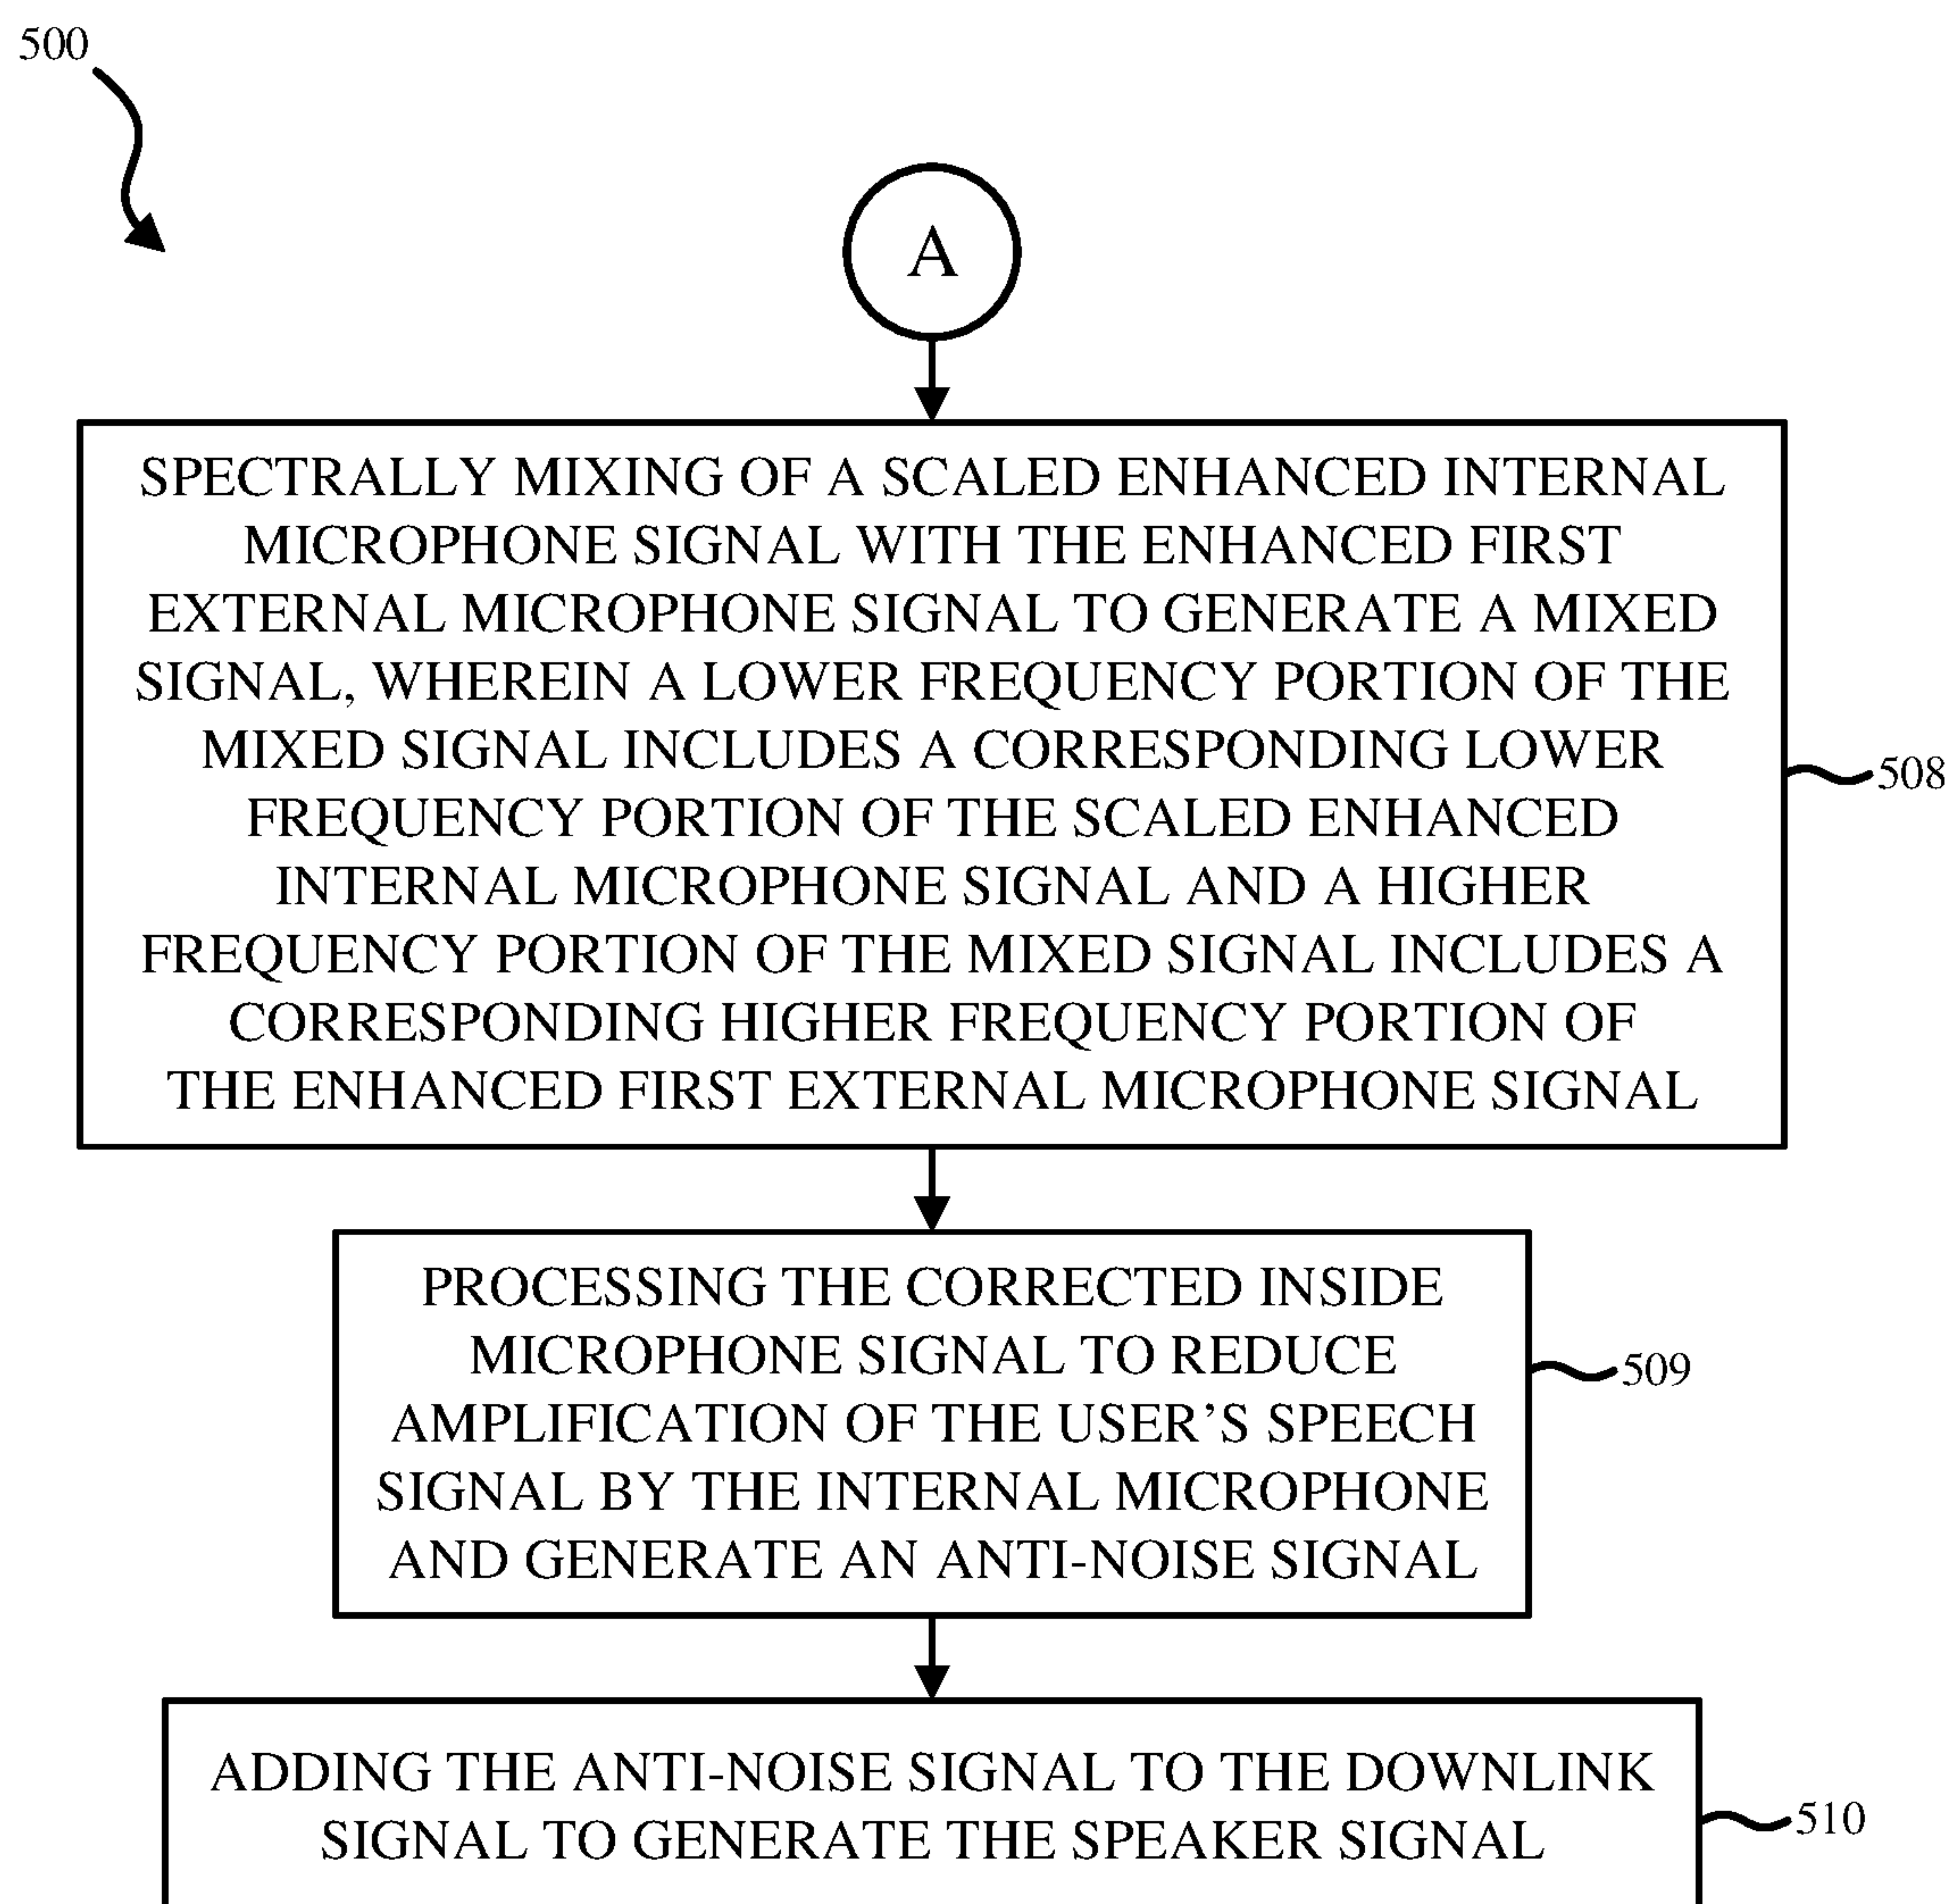 500
A
SPECTRALLY MIXING OF A SCALED ENHANCED INTERNAL
MICROPHONE SIGNAL WITH THE ENHANCED FIRST
EXTERNAL MICROPHONE SIGNAL TO GENERATE A MIXED
SIGNAL, WHEREIN A LOWER FREQUENCY PORTION OF THE
MIXED SIGNAL INCLUDES A CORRESPONDING LOWER
FREQUENCY PORTION OF THE SCALED ENHANCED
INTERNAL MICROPHONE SIGNAL AND A HIGHER
FREQUENCY PORTION OF THE MIXED SIGNAL INCLUDES A
CORRESPONDING HIGHER FREQUENCY PORTION OF
THE ENHANCED FIRST EXTERNAL MICROPHONE SIGNAL
508
PROCESSING THE CORRECTED INSIDE
MICROPHONE SIGNAL TO REDUCE
AMPLIFICATION OF THE USER’S SPEECH
SIGNAL BY THE INTERNAL MICROPHONE
AND GENERATE AN ANTI-NOISE SIGNAL
509
ADDING THE ANTI-NOISE SIGNAL TO THE DOWNLINK
SIGNAL TO GENERATE THE SPEAKER SIGNAL
510